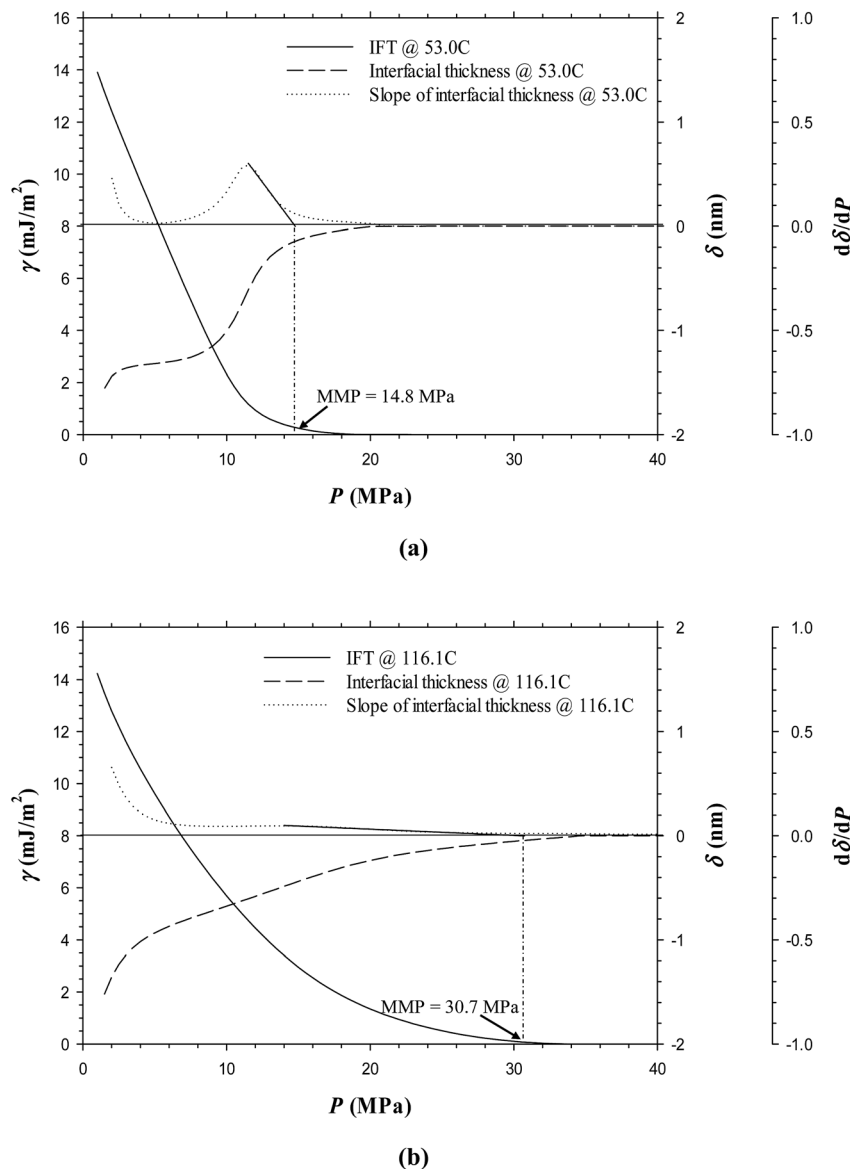 IFT @ 53.0C
Interfacial thickness @ 53.0C
Slope of interfacial thickness @ 53.0C
16
14
12
10
8
6
4
2
0
γ (mJ/m²)
2
1
0
-1
-2
δ (nm)
1.0
0.5
0.0
-0.5
-1.0
dδ/dP
MMP = 14.8 MPa
0 10 20 30 40
P (MPa)
(a)
IFT @ 116.1C
Interfacial thickness @ 116.1C
Slope of interfacial thickness @ 116.1C
16
14
12
10
8
6
4
2
0
γ (mJ/m²)
2
1
0
-1
-2
δ (nm)
1.0
0.5
0.0
-0.5
-1.0
dδ/dP
MMP = 30.7 MPa
0 10 20 30 40
P (MPa)
(b)